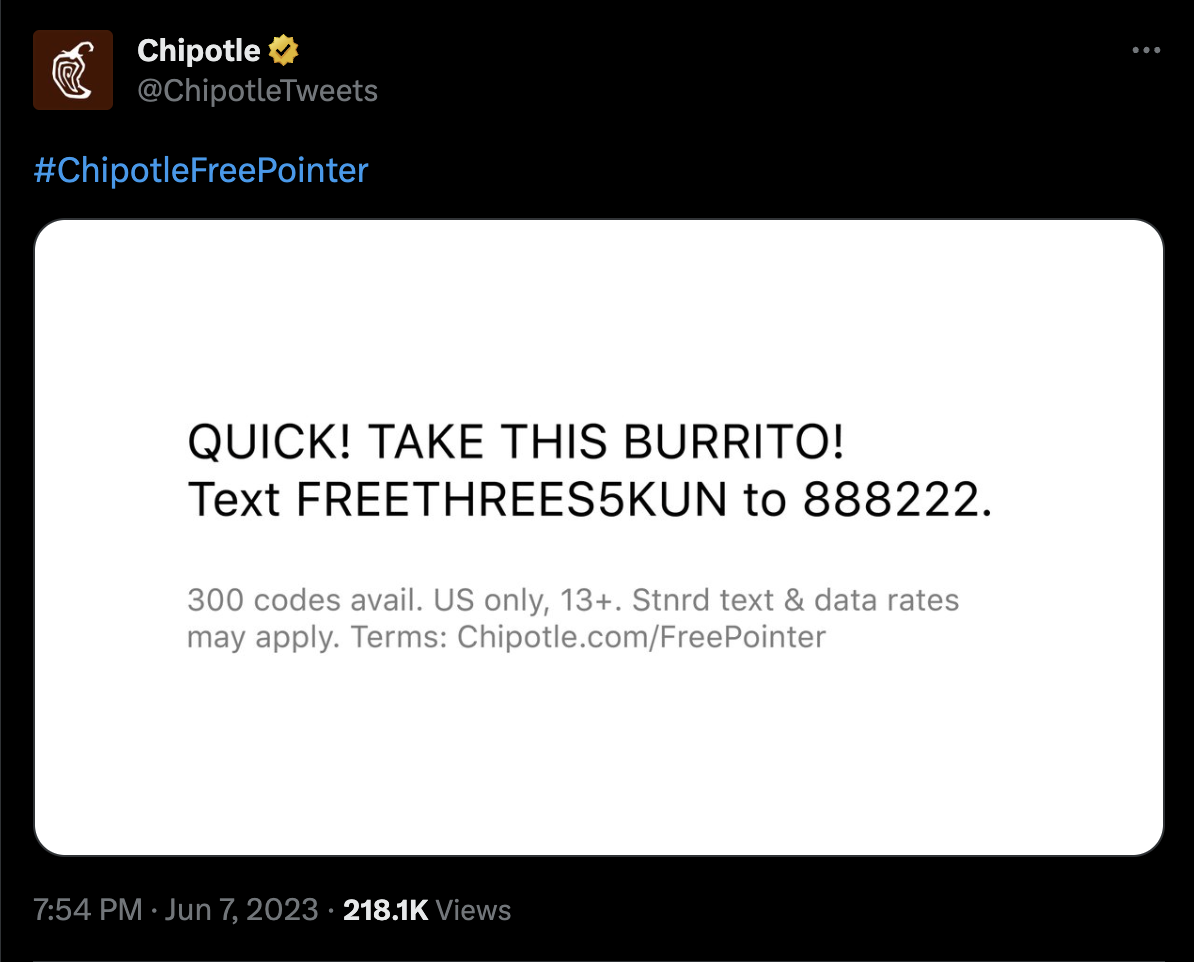 Chipotle
@ChipotleTweets
#ChipotleFreePointer
QUICK! TAKE THIS BURRITO!
Text FREETHREES5KUN to 888222.
300 codes avail. US only, 13+. Stnrd text & data rates
may apply. Terms: Chipotle.com/FreePointer
7:54 PM · Jun 7, 2023 · 218.1K Views